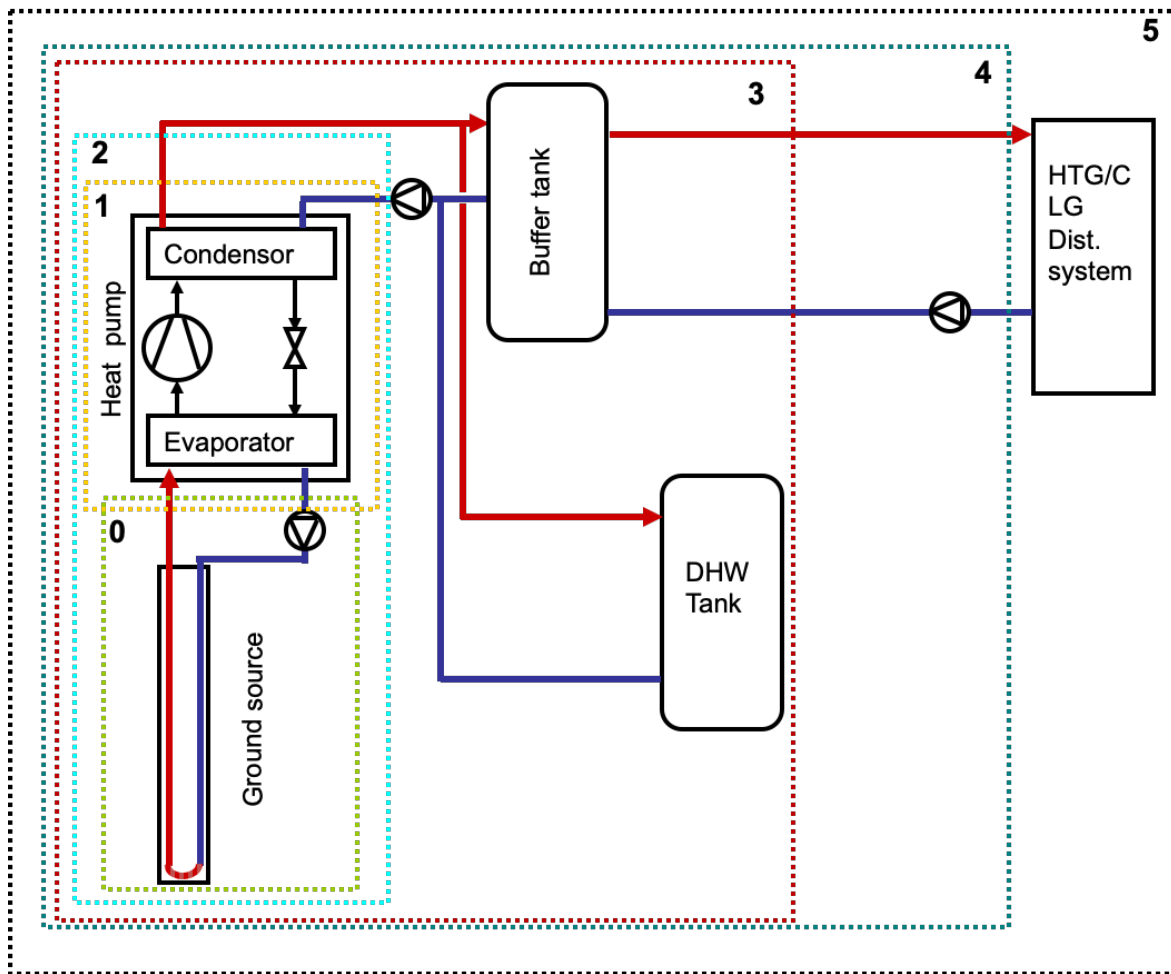 5
4
3
2
1
Buffer tank
HTG/C
LG
Dist.
system
Heat pump
Condensor
Evaporator
0
DHW
Tank
Ground source